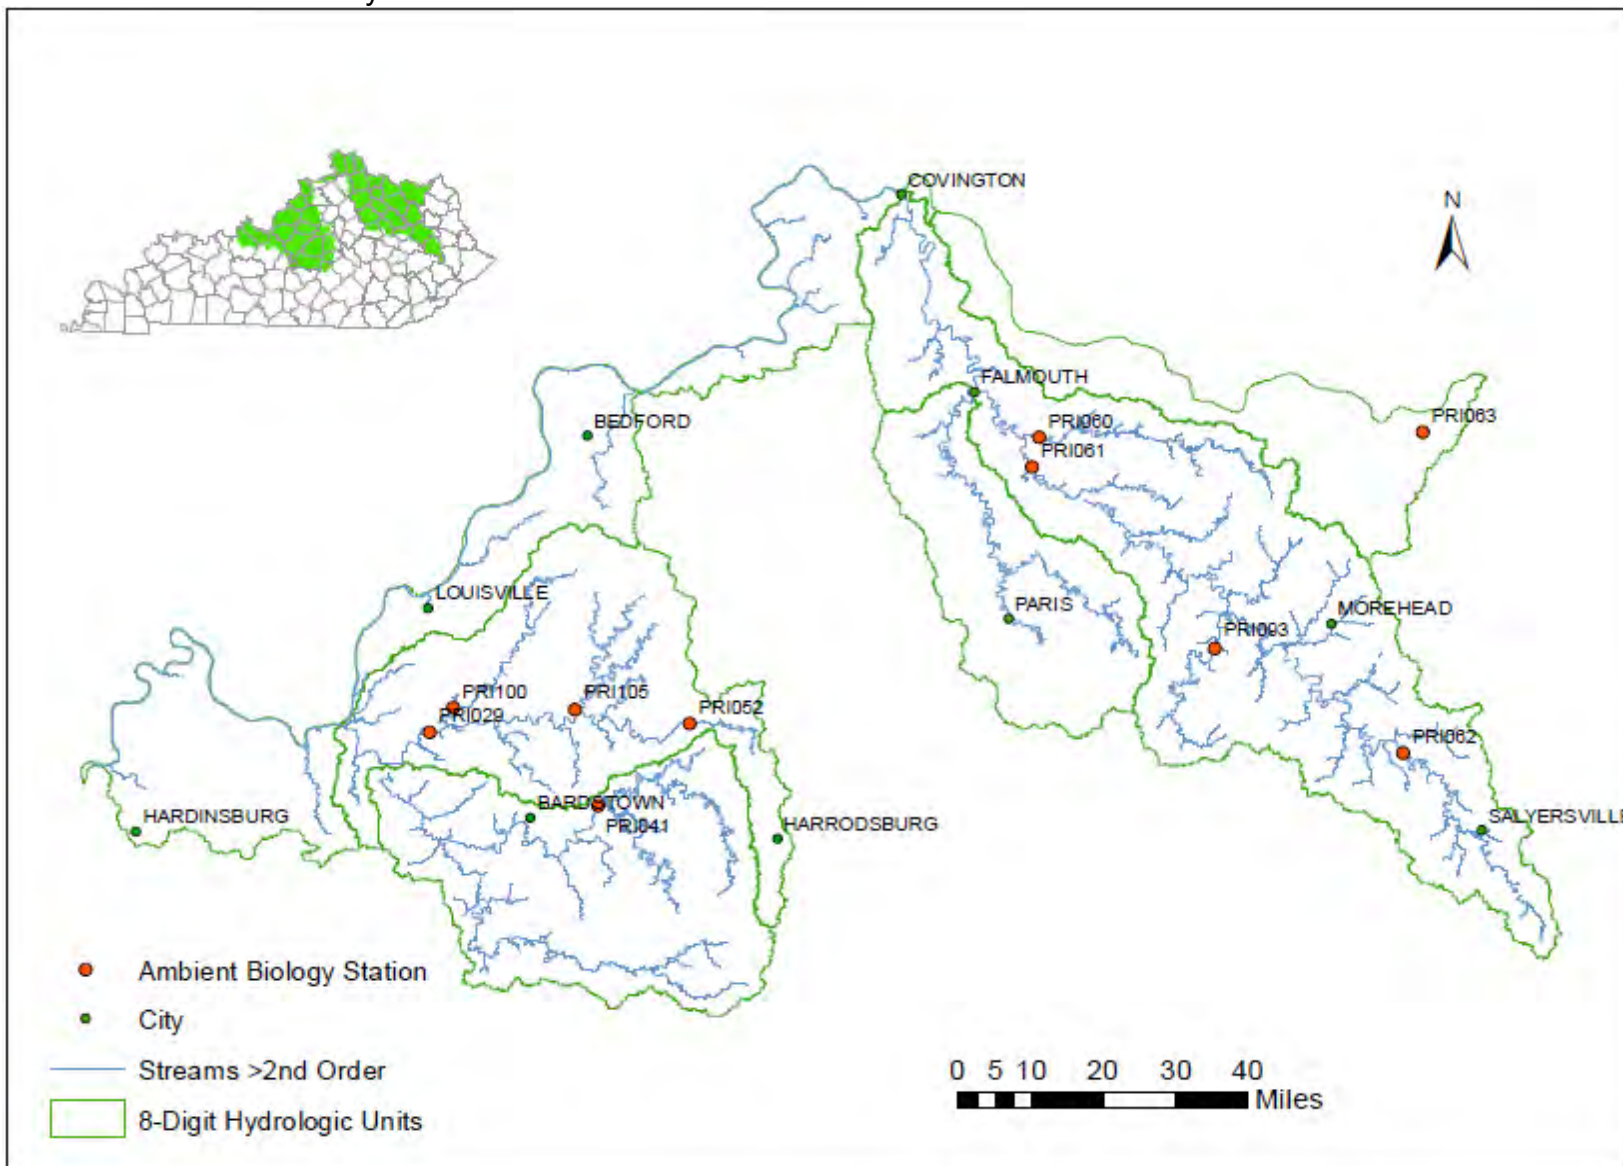 COVINGTON
N
FALMOUTH
BEDFORD
PRI060
PRI063
PRI061
LOUISVILLE
PARIS
MOREHEAD
PRI093
PRI100
PRI105
PRI029
PRI052
PRI062
HARDINSBURG
BARDSTOWN
PRI041
HARRODSBURG
SALYERSVILLE
Ambient Biology Station
City
Streams >2nd Order
8-Digit Hydrologic Units
0 5 10 20 30 40
Miles